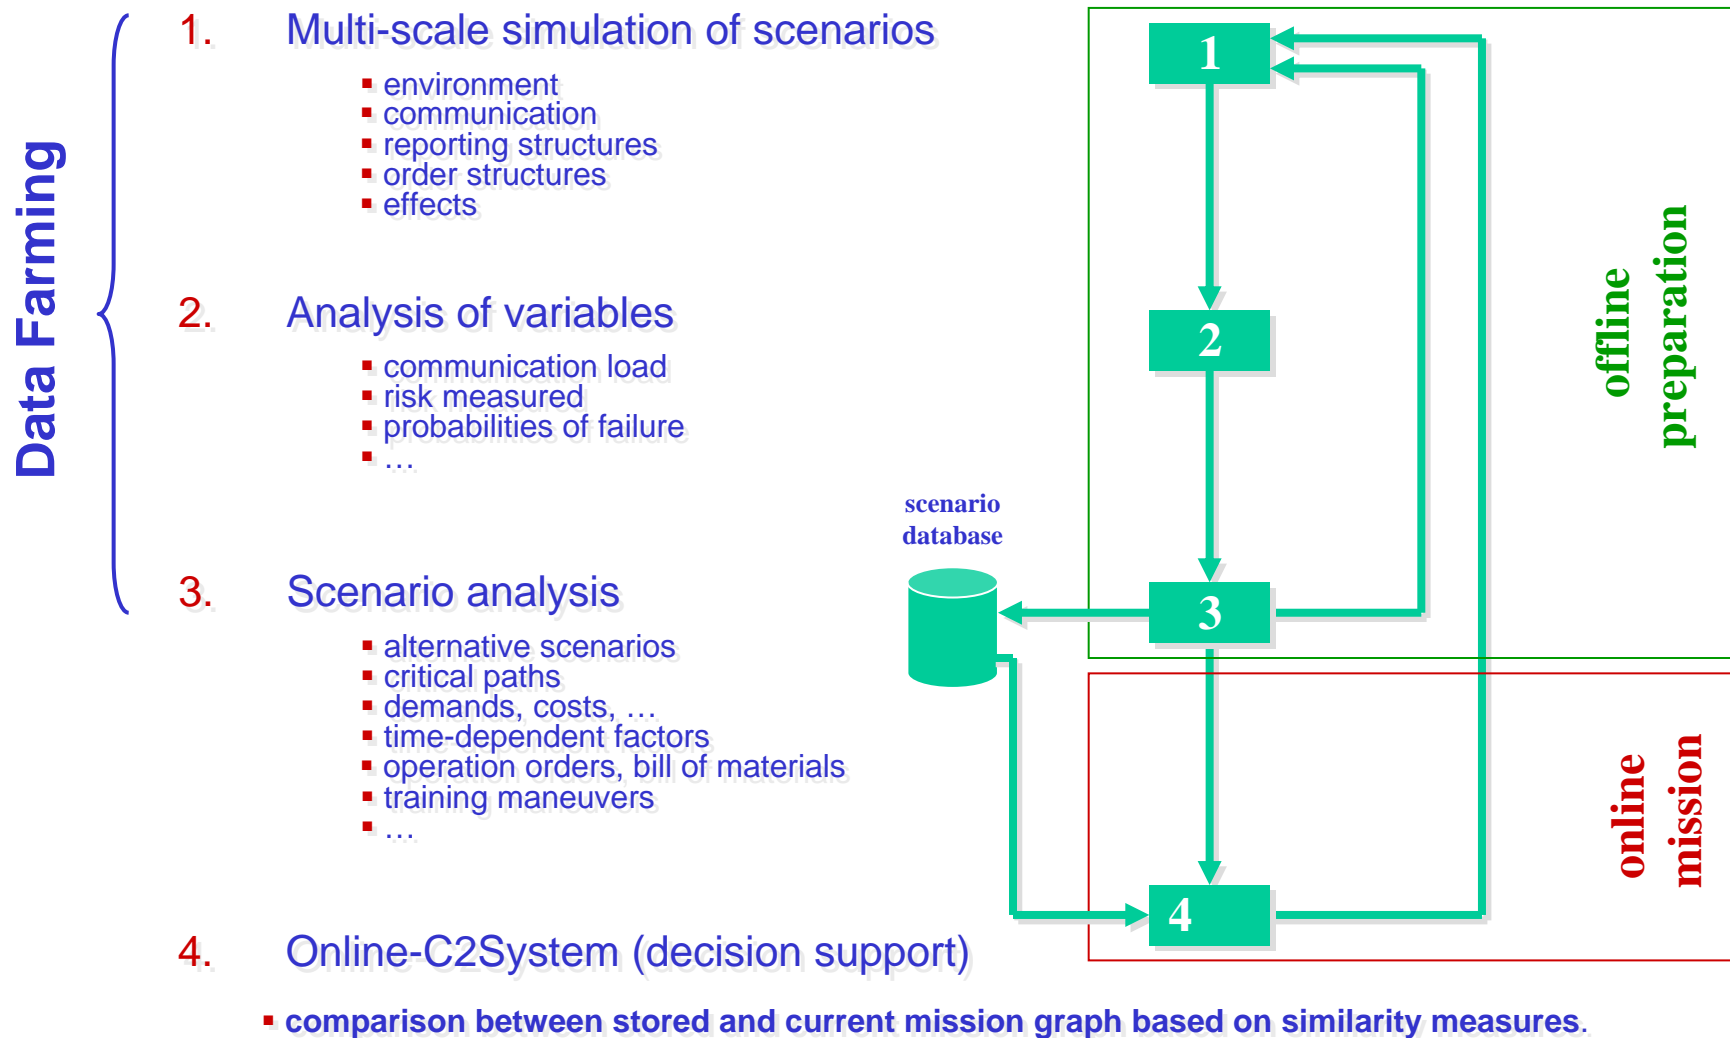 Data Farming
1. Multi-scale simulation of scenarios
▪ environment
▪ communication
▪ reporting structures
▪ order structures
▪ effects
2. Analysis of variables
▪ communication load
▪ risk measured
▪ probabilities of failure
▪ …
3. Scenario analysis
▪ alternative scenarios
▪ critical paths
▪ demands, costs, …
▪ time-dependent factors
▪ operation orders, bill of materials
▪ training maneuvers
▪ …
4. Online-C2System (decision support)
▪ comparison between stored and current mission graph based on similarity measures.
scenario
database
1
2
3
4
offline
preparation
online
mission